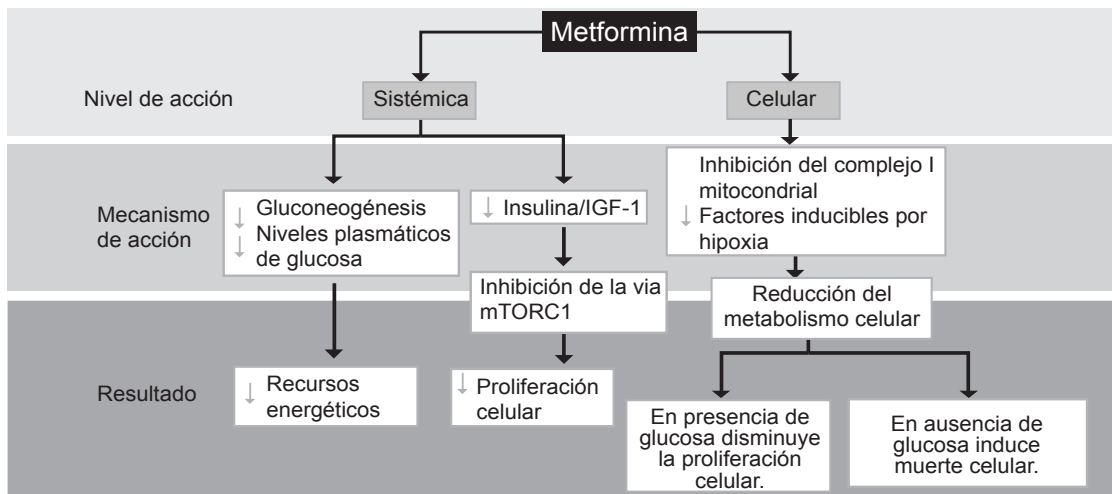 Metformina
Nivel de acción
Sistémica
Celular
Mecanismo
de acción
↓ Gluconeogénesis
↓ Niveles plasmáticos
de glucosa
↓ Insulina/IGF-1
Inhibición del complejo I
mitocondrial
↓ Factores inducibles por
hipoxia
Inhibición de la via
mTORC1
Reducción del
metabolismo celular
Resultado
↓ Recursos
energéticos
↓ Proliferación
celular
En presencia de
glucosa disminuye
la proliferación
celular.
En ausencia de
glucosa induce
muerte celular.